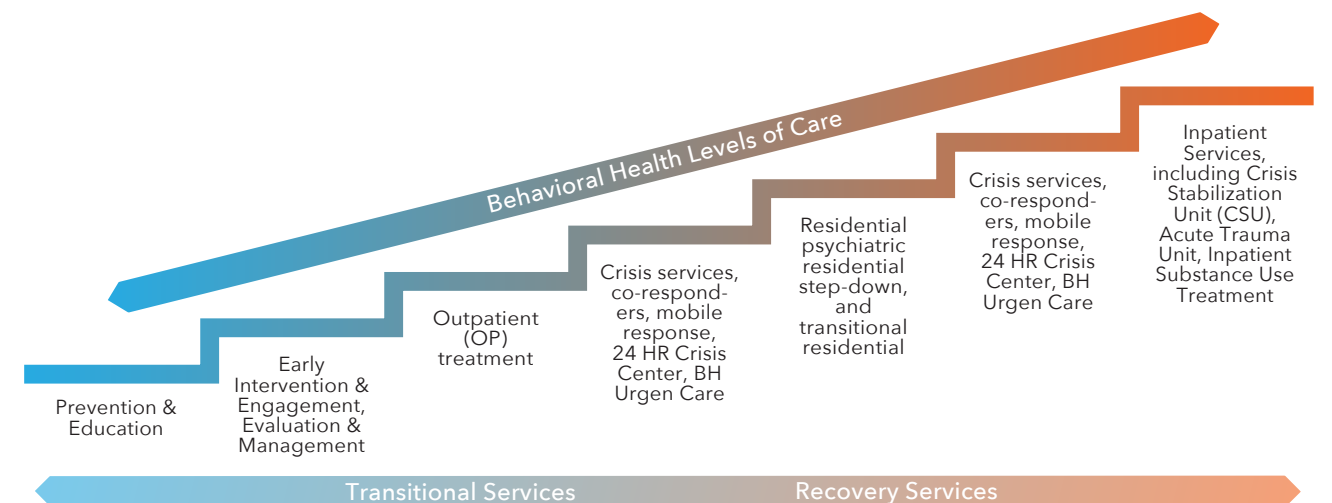 Behavioral Health Levels of Care
Prevention &
Education
Early
Intervention &
Engagement,
Evaluation &
Management
Outpatient
(OP)
treatment
Crisis services,
co-respond-
ers, mobile
response,
24 HR Crisis
Center, BH
Urgen Care
Residential
psychiatric
residential
step-down,
and
transitional
residential
Crisis services,
co-respond-
ers, mobile
response,
24 HR Crisis
Center, BH
Urgen Care
Inpatient
Services,
including Crisis
Stabilization
Unit (CSU),
Acute Trauma
Unit, Inpatient
Substance Use
Treatment
Transitional Services
Recovery Services